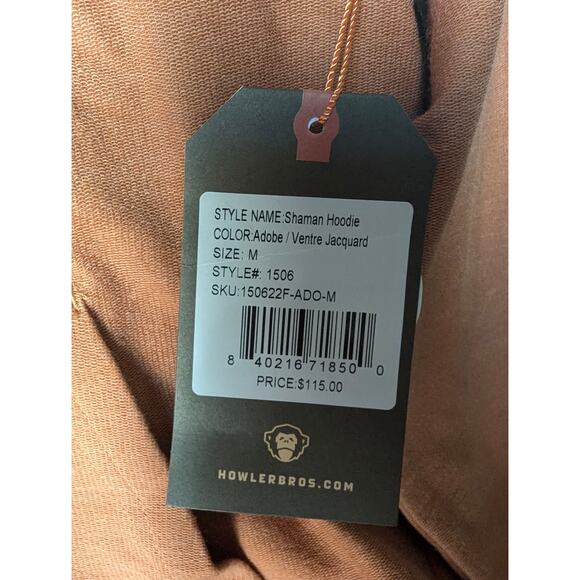 STYLE NAME:Shaman Hoodie
COLOR:Adobe / Ventre Jacquard
SIZE: M
STYLE#: 1506
SKU:150622F-ADO-M
8 40216 71850 0
PRICE:$115.00
HOWLERBROS.COM